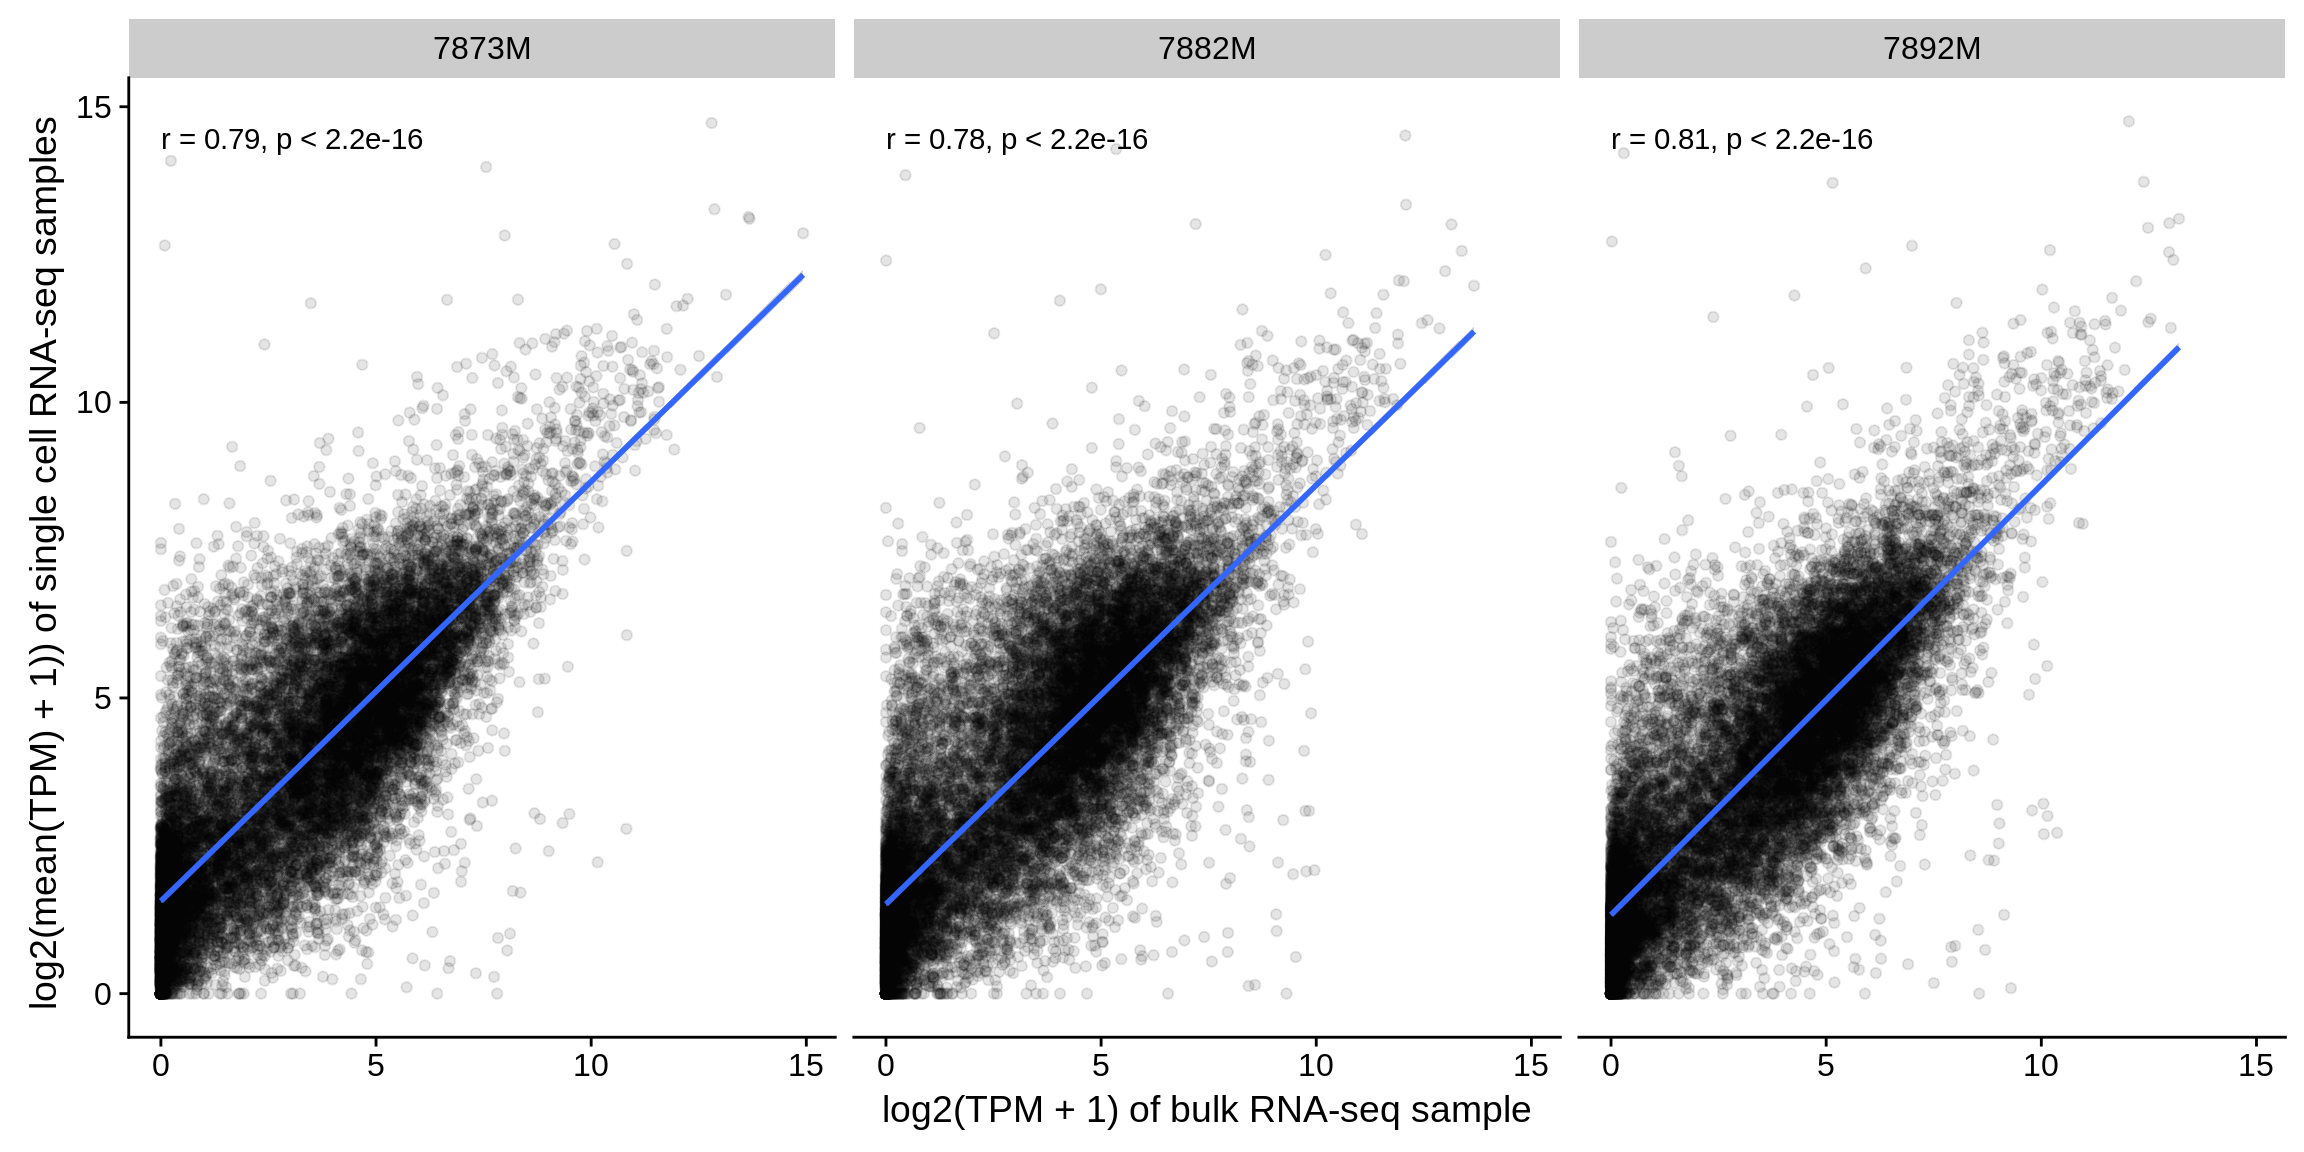 7873M
7882M
7892M
r = 0.79, p < 2.2e-16
r = 0.78, p < 2.2e-16
r = 0.81, p < 2.2e-16
log2(mean(TPM) + 1)) of single cell RNA-seq samples
15
10
5
0
0 5 10 15
0 5 10 15
0 5 10 15
log2(TPM + 1) of bulk RNA-seq sample